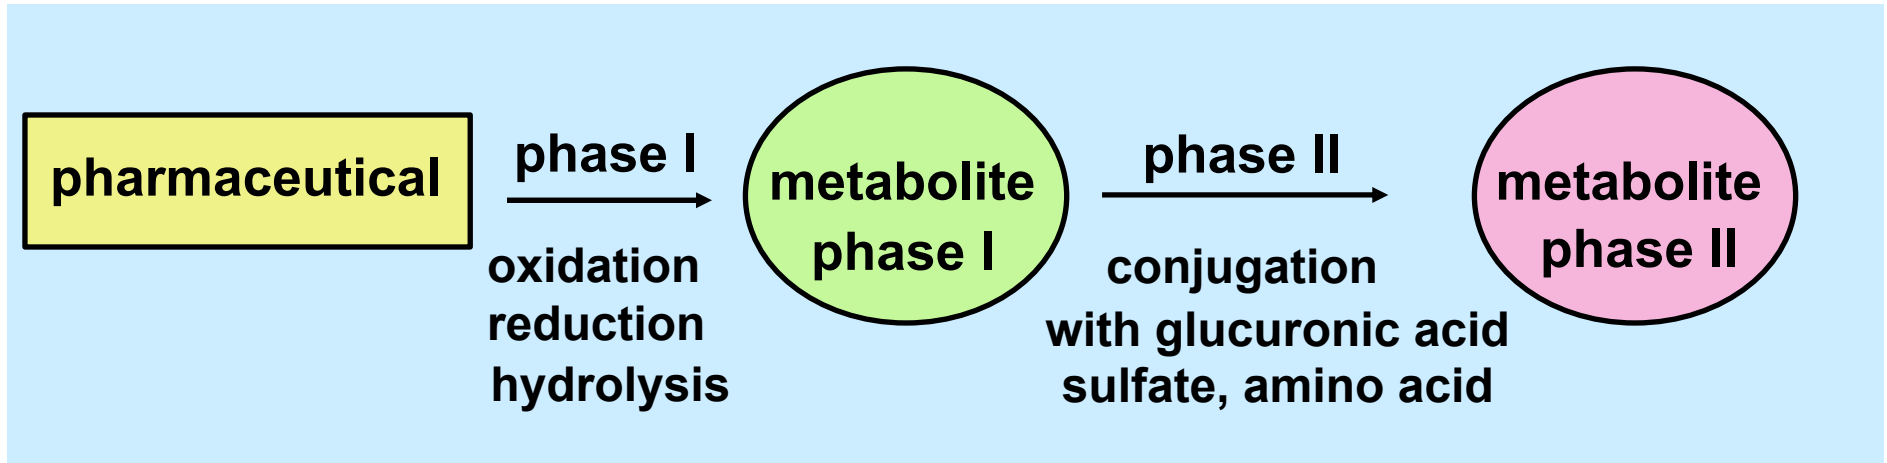 pharmaceutical
phase I
oxidation
reduction
hydrolysis
metabolite
phase I
phase II
conjugation
with glucuronic acid
sulfate, amino acid
metabolite
phase II